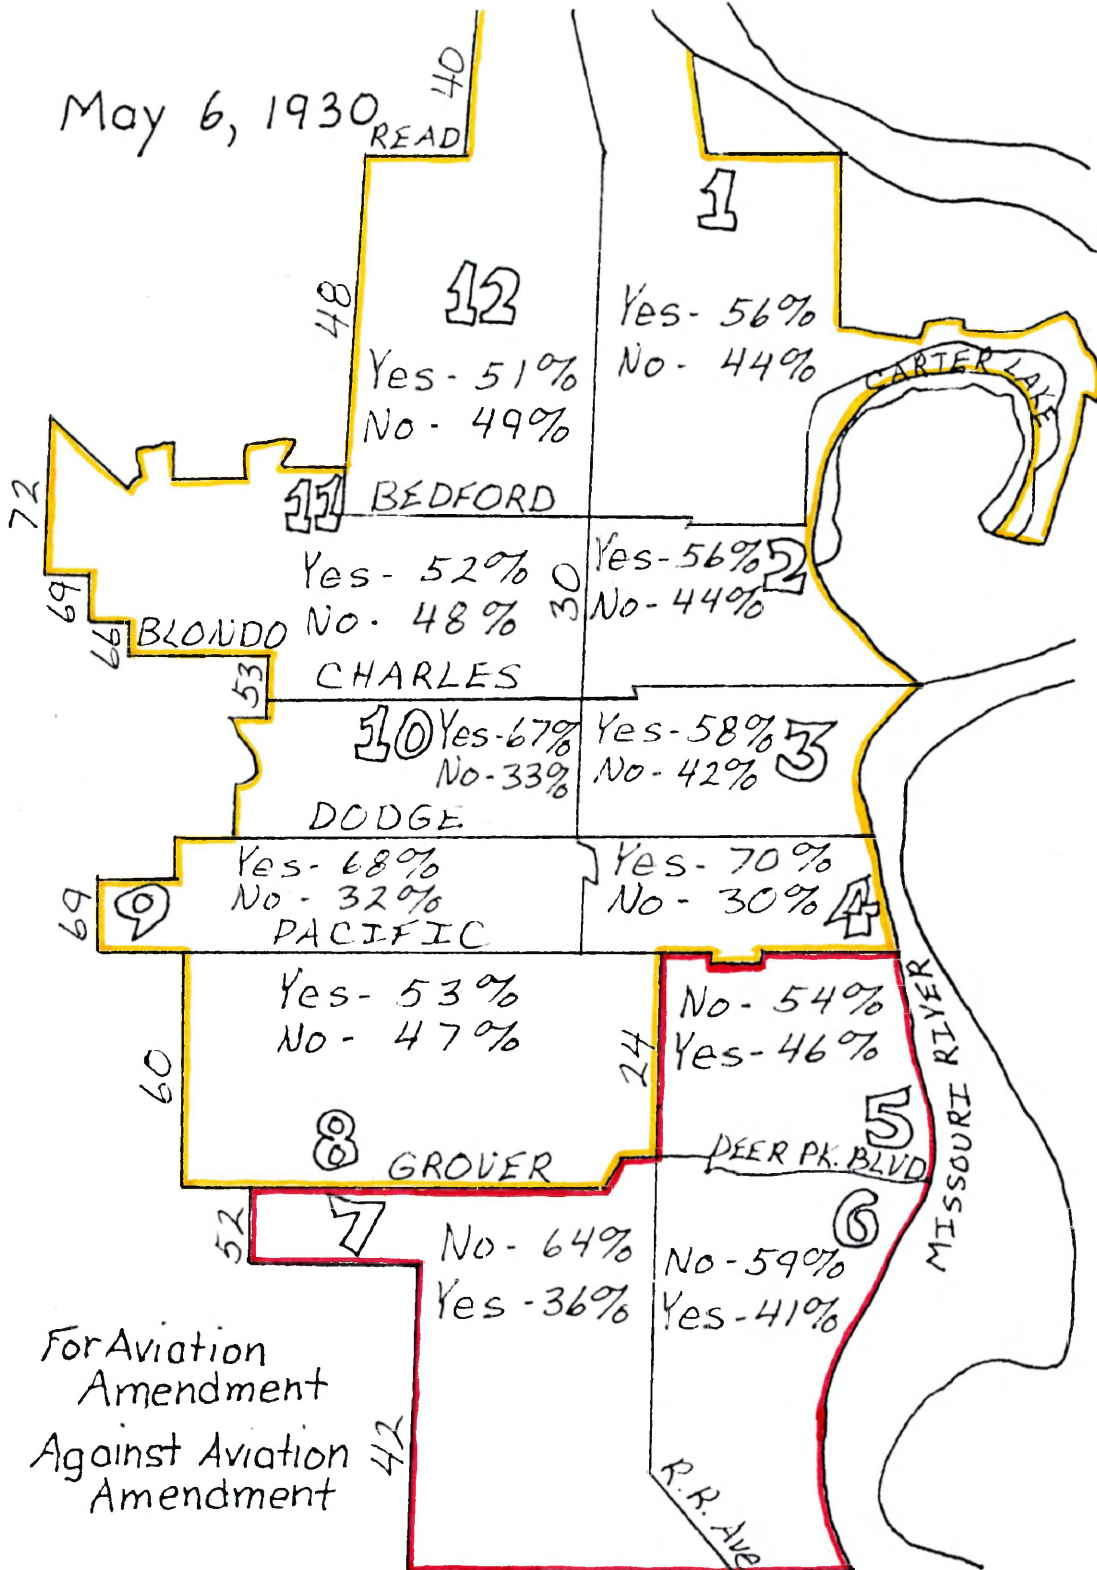 May 6, 1930
40
READ
1
12
48
Yes- 56%
No- 44%
Yes- 51%
No- 49%
CARTER LAKE
72
11
BEDFORD
Yes- 52%
No- 48%
30
Yes-56%
No-44%
2
69
66
BLONDO
53
CHARLES
10
Yes-67%
No-33%
Yes-58%
No-42%
3
DODGE
Yes- 68%
No- 32%
Yes- 70%
No- 30%
4
69
9
PACIFIC
Yes- 53%
No- 47%
No- 54%
Yes-46%
60
24
MISSOURI RIVER
8
GROVER
5
DEER PK. BLVD
52
7
No- 64%
Yes-36%
6
No-59%
Yes-41%
For Aviation
Amendment
Against Aviation
Amendment
42
R.R. Ave